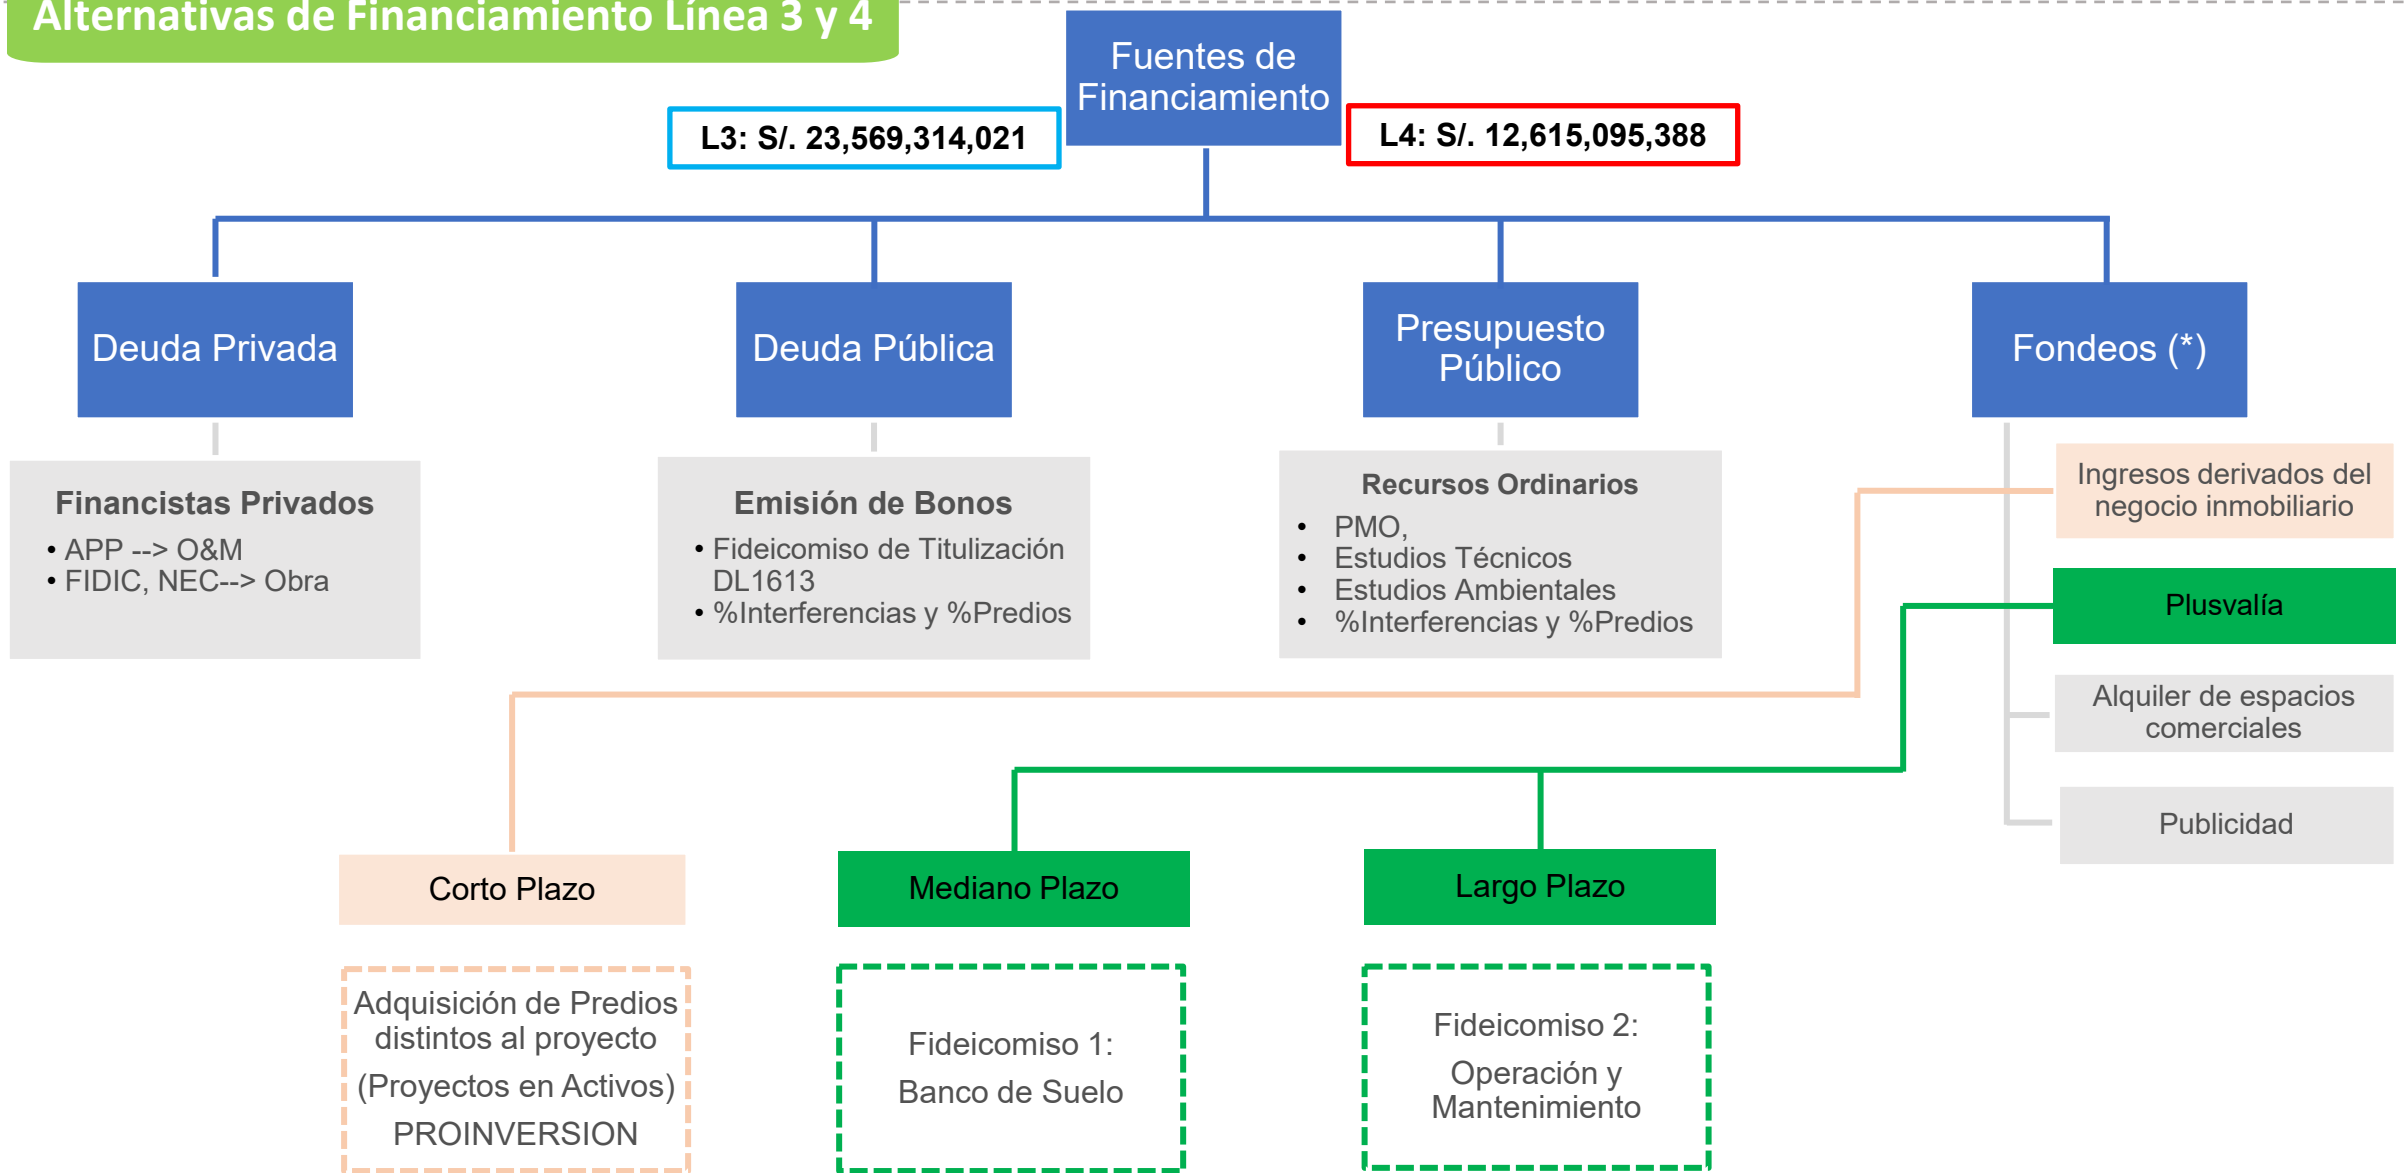 Alternativas de Financiamiento Línea 3 y 4
Fuentes de
Financiamiento
L3: S/. 23,569,314,021
L4: S/. 12,615,095,388
Deuda Privada
Deuda Pública
Presupuesto
Público
Fondeos (*)
Financistas Privados
• APP --> O&M
• FIDIC, NEC--> Obra
Emisión de Bonos
• Fideicomiso de Titulización
DL1613
• %Interferencias y %Predios
Recursos Ordinarios
• PMO,
• Estudios Técnicos
• Estudios Ambientales
• %Interferencias y %Predios
Ingresos derivados del
negocio inmobiliario
Plusvalía
Alquiler de espacios
comerciales
Publicidad
Corto Plazo
Mediano Plazo
Largo Plazo
Adquisición de Predios
distintos al proyecto
(Proyectos en Activos)
PROINVERSION
Fideicomiso 1:
Banco de Suelo
Fideicomiso 2:
Operación y
Mantenimiento